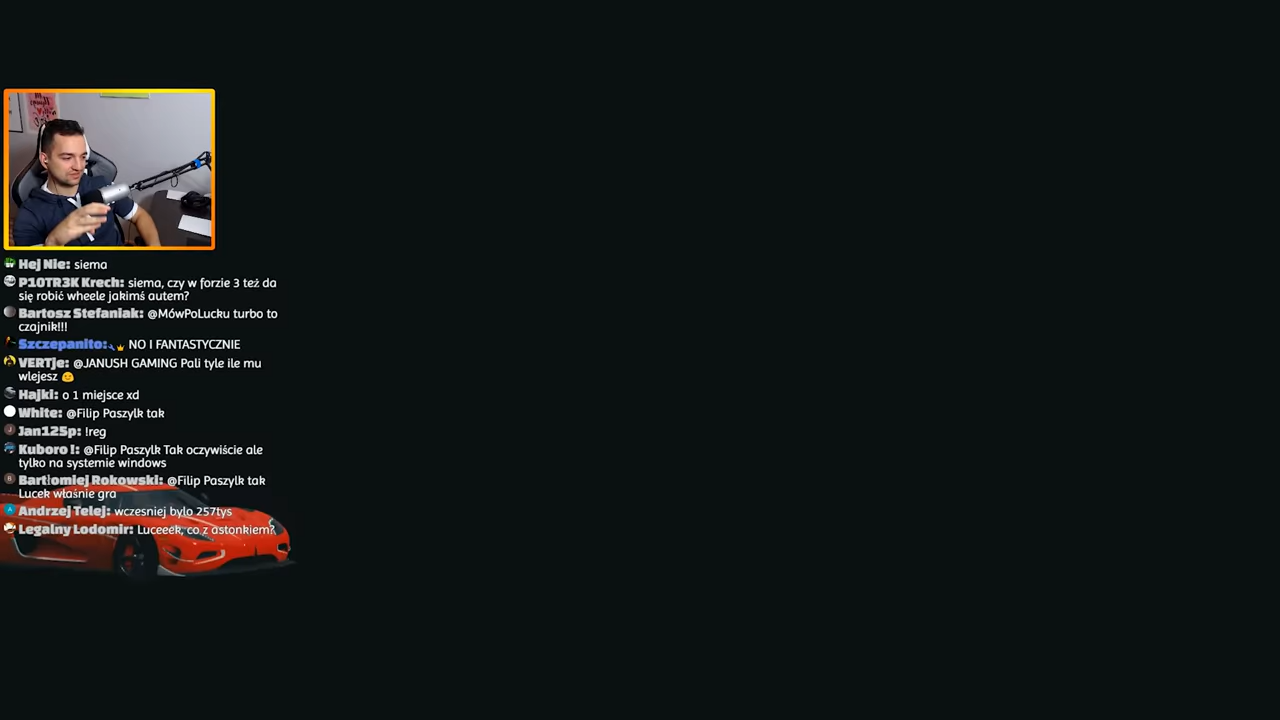 Hej Nie: siema
P10TR3K Krech: siema, czy w forzie 3 też da
się robić wheele jakimś autem?
Bartosz Stefaniak: @MówPoLucku turbo to
czajnik!!!
Szczepanito: NO I FANTASTYCZNIE
VERTje: @JANUSH GAMING Pali tyle ile mu
wlejesz
Hajki: o 1 miejsce xd
White: @Filip Paszylk tak
Jan125p: !reg
Kuboro !: @Filip Paszylk Tak oczywiście ale
tylko na systemie windows
Bartłomiej Rokowski: @Filip Paszylk tak
Lucek właśnie gra
Andrzej Telej: wczesniej bylo 257tys
Legalny Lodomir: Luceeek, co z astonkiem?